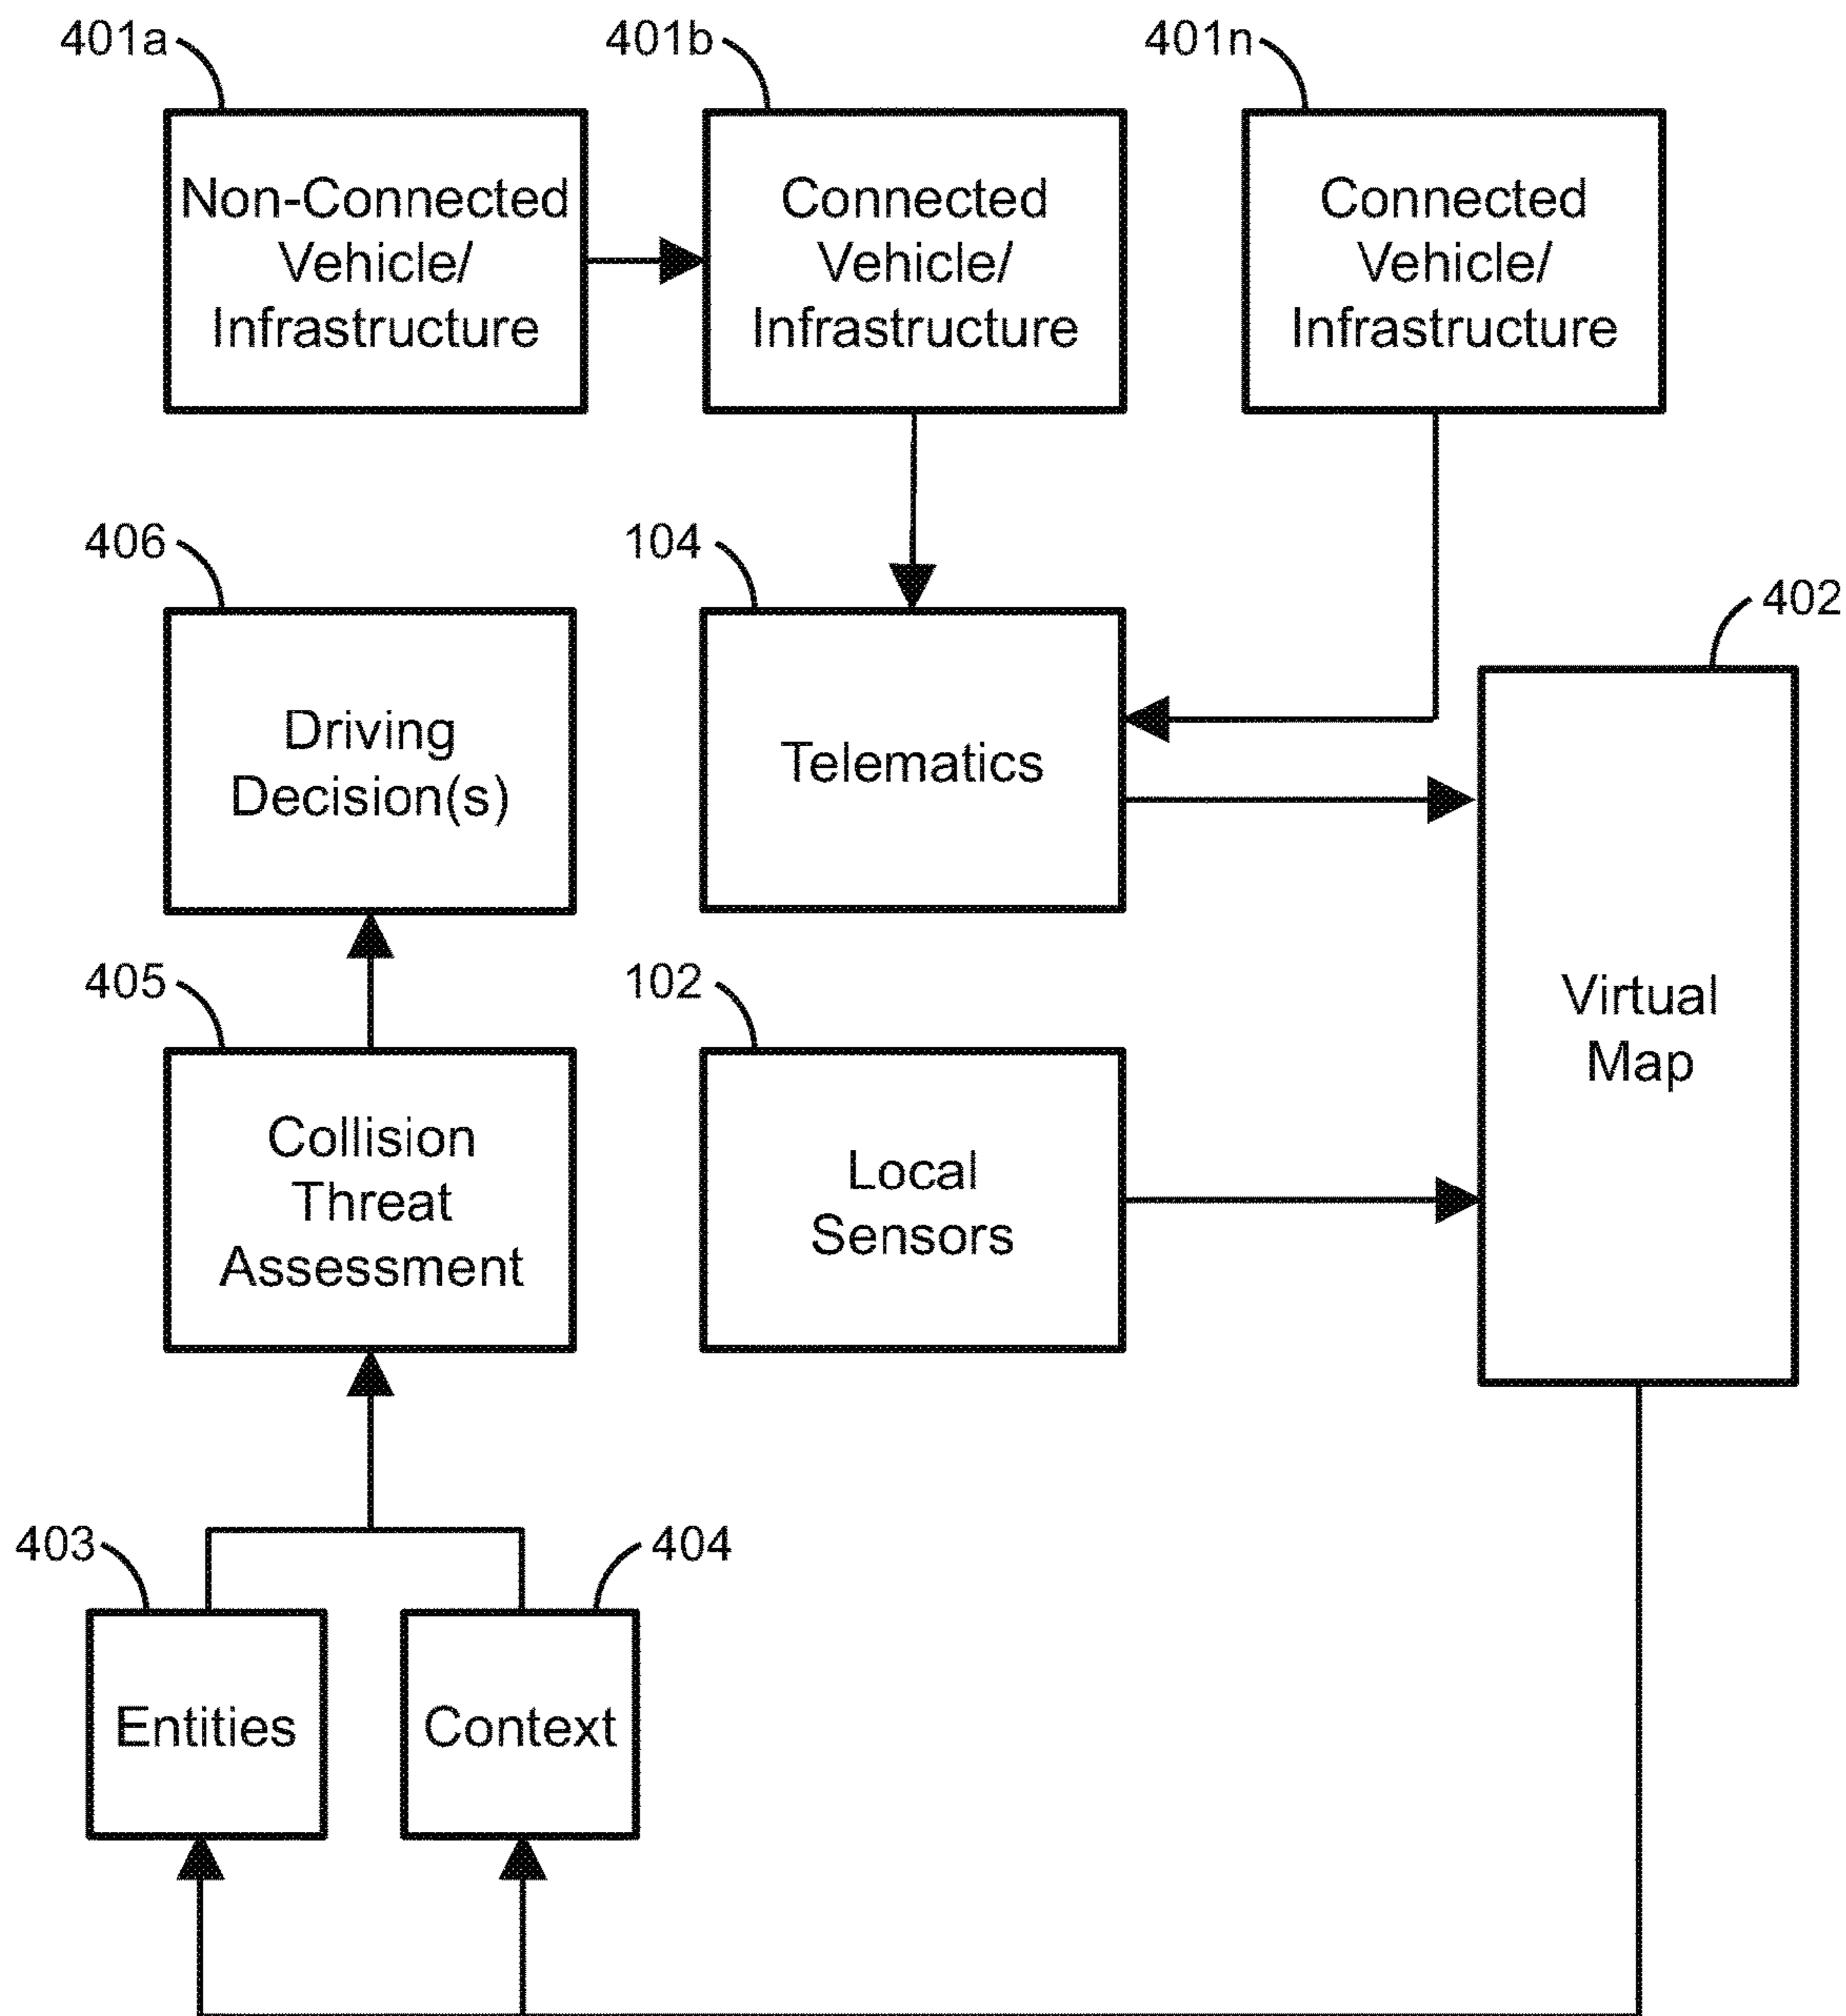 401a
401b
401n
Non-Connected
Vehicle/
Infrastructure
Connected
Vehicle/
Infrastructure
Connected
Vehicle/
Infrastructure
406
104
402
Driving
Decision(s)
Telematics
405
102
Virtual
Map
Collision
Threat
Assessment
Local
Sensors
403
404
Entities
Context